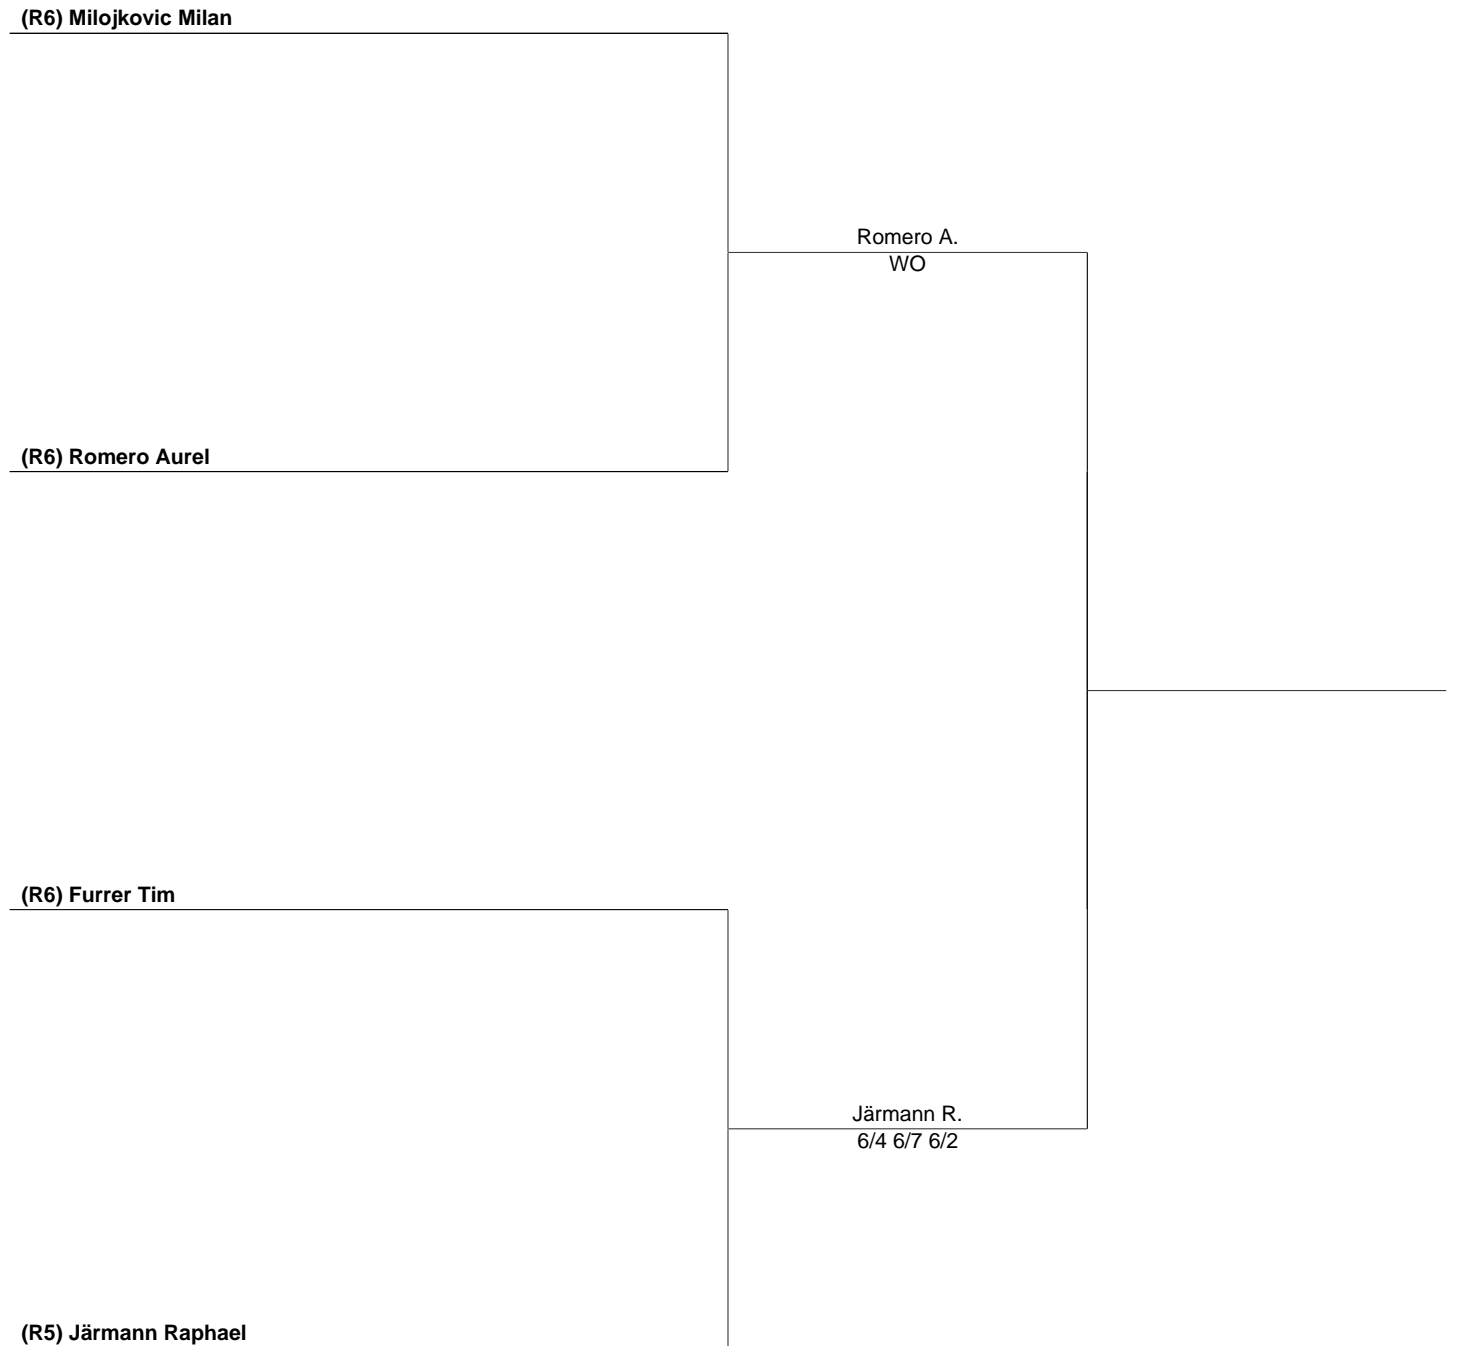 (R6) Milojkovic Milan
Romero A.
WO
(R6) Romero Aurel
(R6) Furrer Tim
Järmann R.
6/4 6/7 6/2
(R5) Järmann Raphael